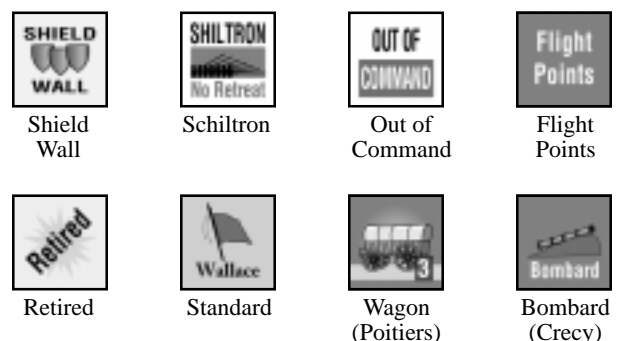 SHIELD
WALL
Shield
Wall
SHILTRON
No Retreat
Schiltron
OUT OF
COMMAND
Out of
Command
Flight
Points
Flight
Points
Retired
Retired
Wallace
Standard
3
Wagon
(Poitiers)
Bombard
Bombard
(Crecy)